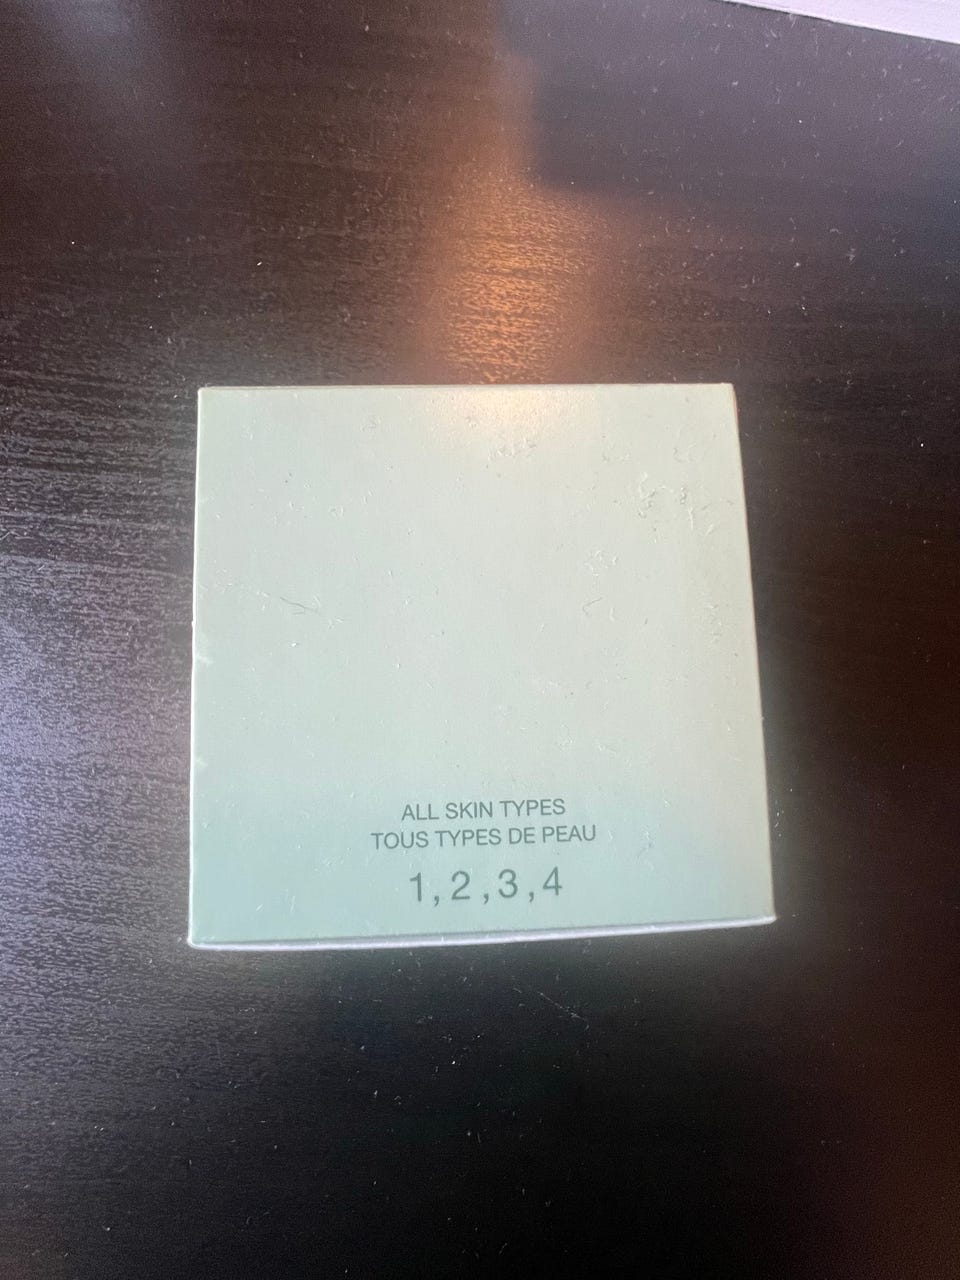 ALL SKIN TYPES
TOUS TYPES DE PEAU
1,2,3,4